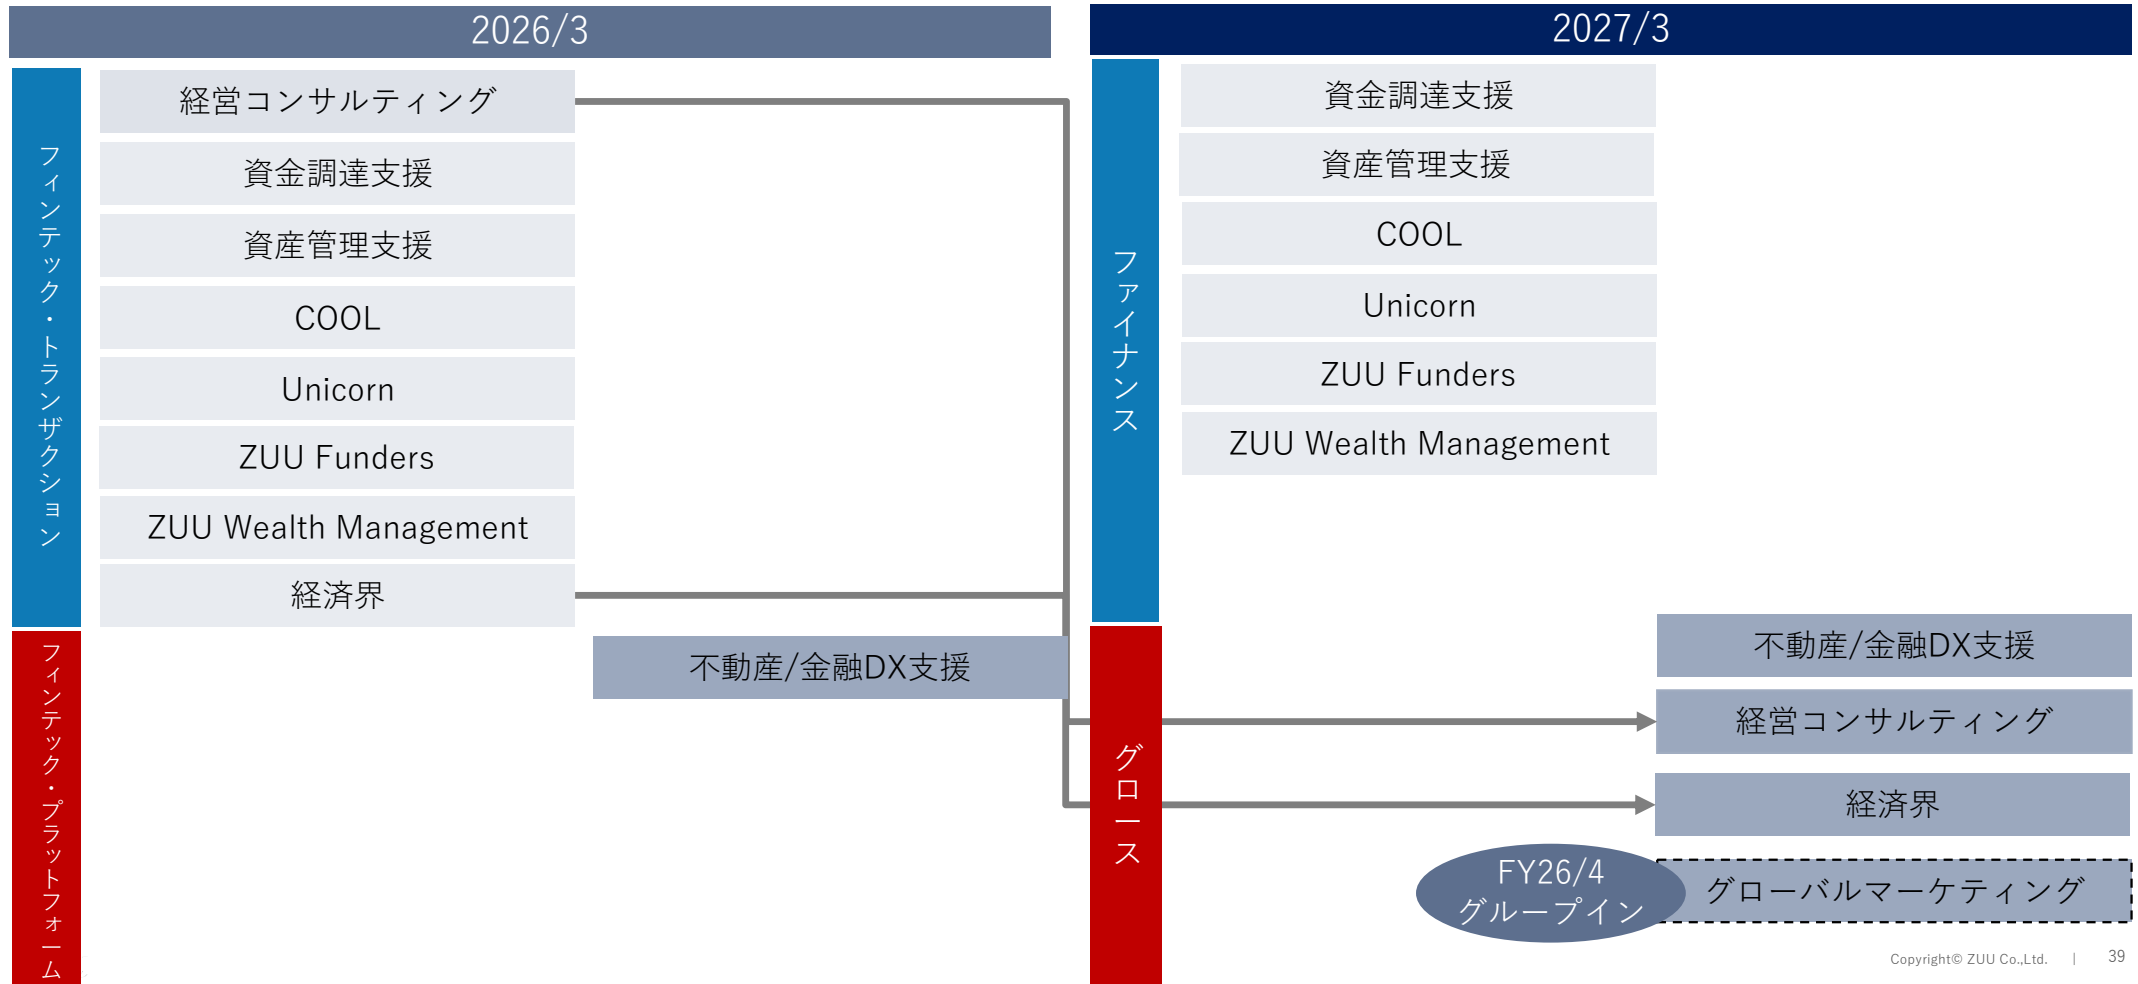 2026/3
フィンテック・トランザクション
経営コンサルティング
資金調達支援
資産管理支援
COOL
Unicorn
ZUU Funders
ZUU Wealth Management
経済界
フィンテック・プラットフォーム
不動産/金融DX支援
2027/3
ファイナンス
資金調達支援
資産管理支援
COOL
Unicorn
ZUU Funders
ZUU Wealth Management
グロース
不動産/金融DX支援
経営コンサルティング
経済界
FY26/4
グループイン
グローバルマーケティング
Copyright© ZUU Co.,Ltd. | 39